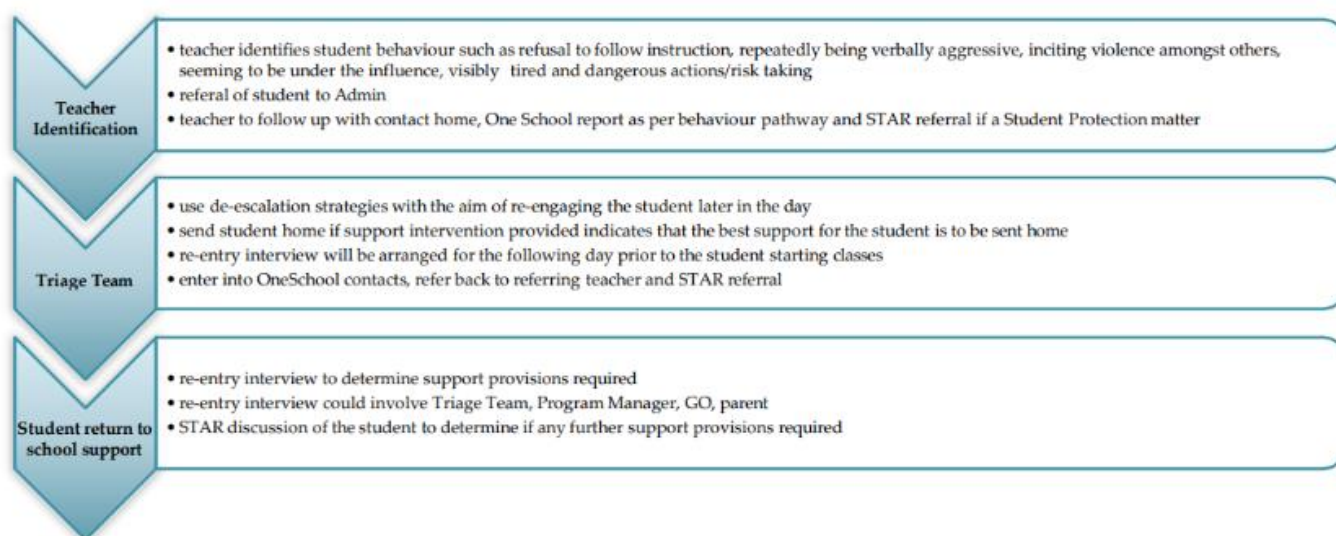 Teacher
Identification
• teacher identifies student behaviour such as refusal to follow instruction, repeatedly being verbally aggressive, inciting violence amongst others,
seeming to be under the influence, visibly tired and dangerous actions/risk taking
• referal of student to Admin
• teacher to follow up with contact home, One School report as per behaviour pathway and STAR referral if a Student Protection matter
Triage Team
• use de-escalation strategies with the aim of re-engaging the student later in the day
• send student home if support intervention provided indicates that the best support for the student is to be sent home
• re-entry interview will be arranged for the following day prior to the student starting classes
• enter into OneSchool contacts, refer back to referring teacher and STAR referral
Student return to
school support
• re-entry interview to determine support provisions required
• re-entry interview could involve Triage Team, Program Manager, GO, parent
• STAR discussion of the student to determine if any further support provisions required